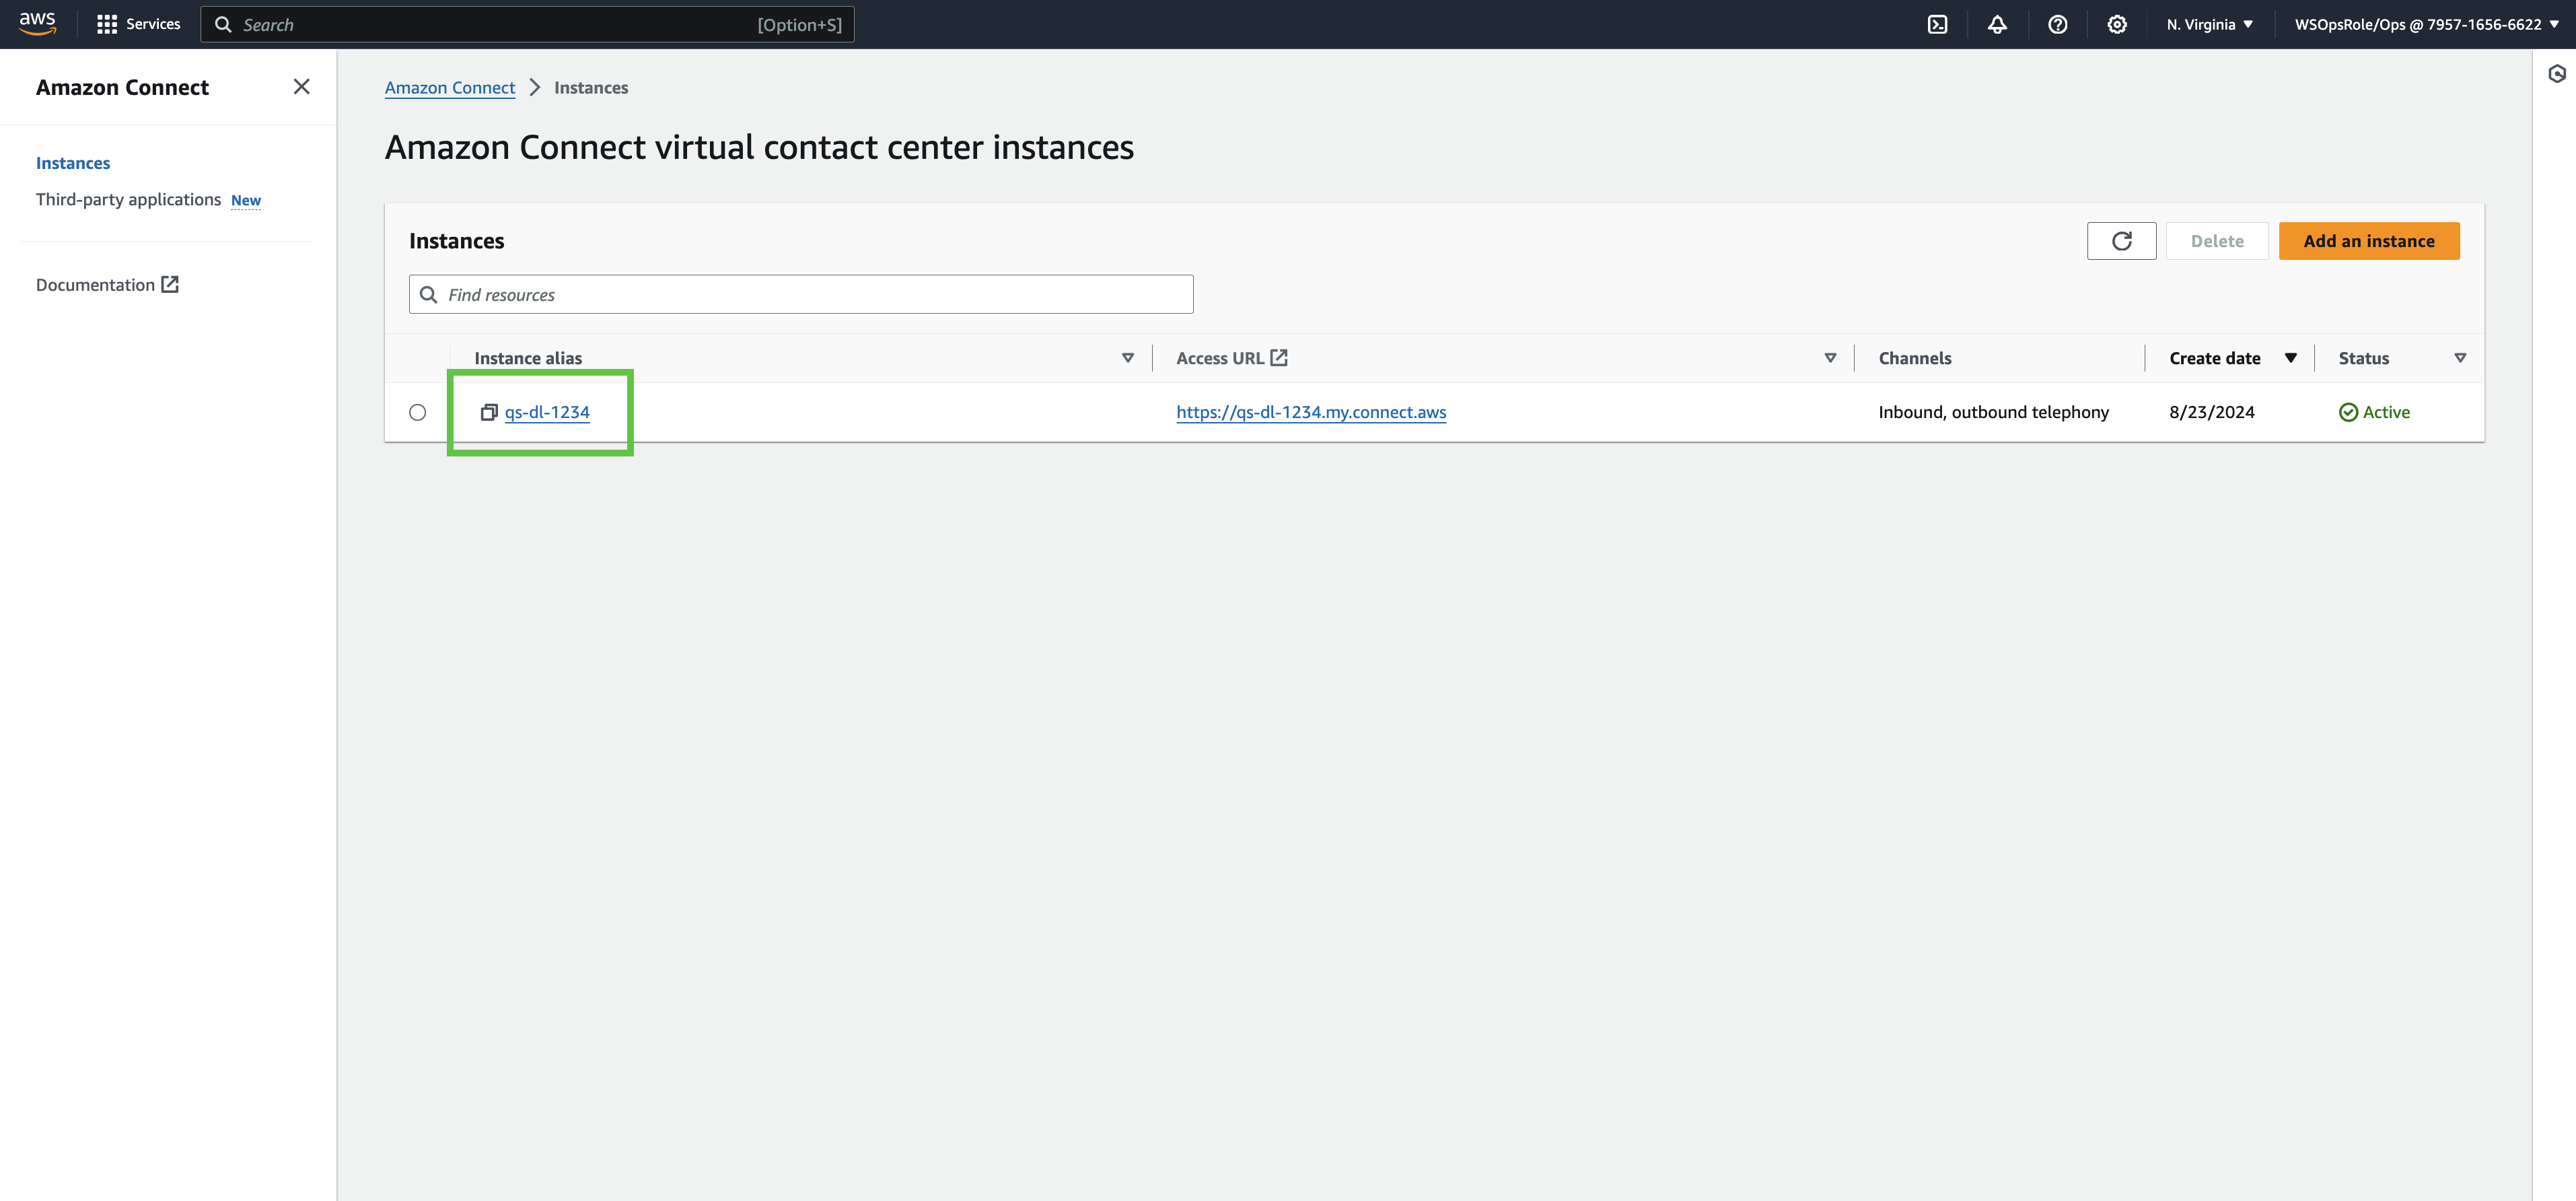 aws Services Search [Option+S] N. Virginia WSOpsRole/Ops @ 7957-1656-6622
Amazon Connect
Instances
Third-party applications New
Documentation
Amazon Connect Instances
Amazon Connect virtual contact center instances
Instances Delete Add an instance
Find resources
Instance alias Access URL Channels Create date Status
qs-dl-1234 https://qs-dl-1234.my.connect.aws Inbound, outbound telephony 8/23/2024 Active